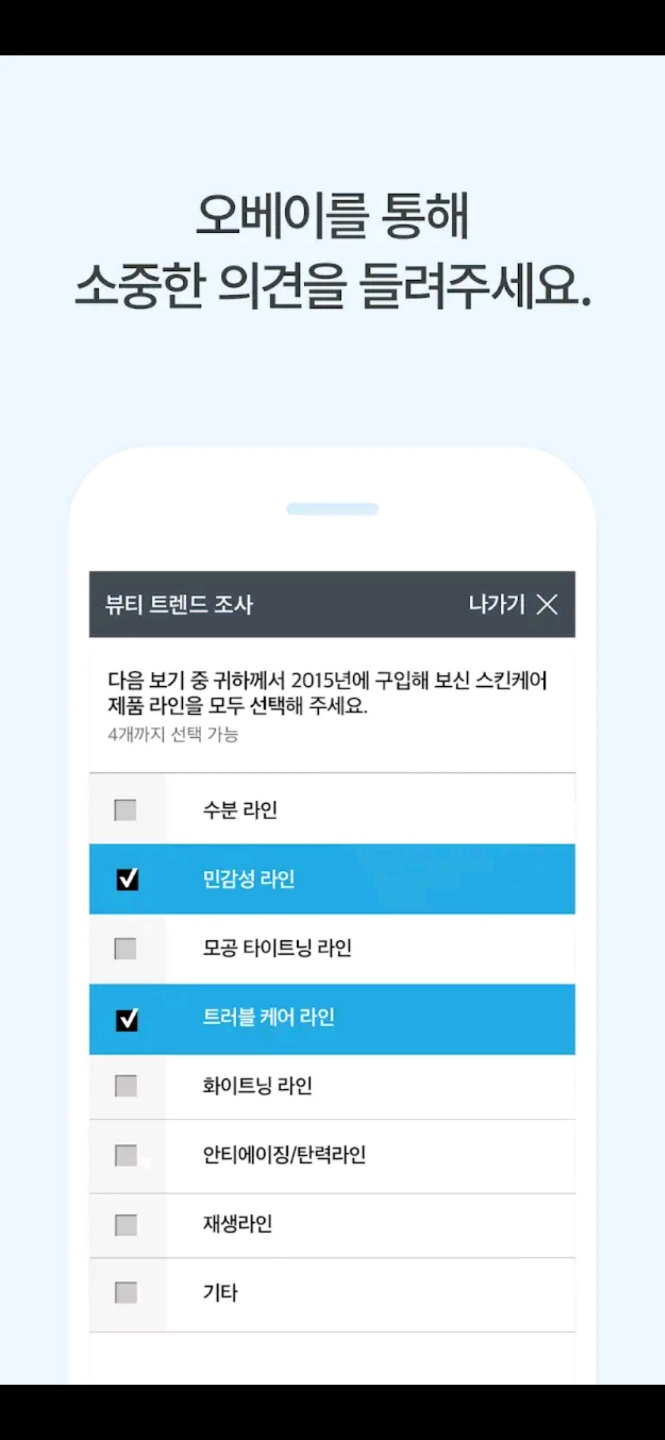 오베이를 통해
소중한 의견을 들려주세요.
뷰티 트렌드 조사 나가기
다음 보기 중 귀하께서 2015년에 구입해 보신 스킨케어
제품 라인을 모두 선택해 주세요.
4개까지 선택 가능
수분 라인
민감성 라인
모공 타이트닝 라인
트러블 케어 라인
화이트닝 라인
안티에이징/탄력라인
재생라인
기타